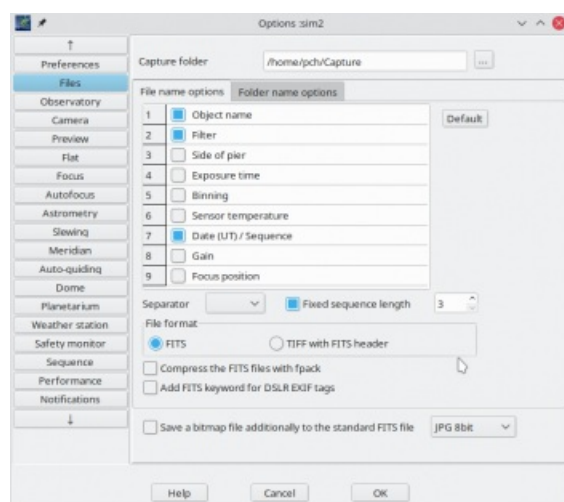 Options :sim2
↑
Preferences
Files
Observatory
Camera
Preview
Flat
Focus
Autofocus
Astrometry
Slewing
Meridian
Auto-guiding
Dome
Planetarium
Weather station
Safety monitor
Sequence
Performance
Notifications
↓
Capture folder /home/pch/Capture ...
File name options Folder name options
1 Object name
2 Filter
3 Side of pier
4 Exposure time
5 Binning
6 Sensor temperature
7 Date (UT) / Sequence
8 Gain
9 Focus position
Default
Separator Fixed sequence length 3
File format
FITS TIFF with FITS header
Compress the FITS files with fpack
Add FITS keyword for DSLR EXIF tags
Save a bitmap file additionally to the standard FITS file JPG 8bit
Help Cancel OK